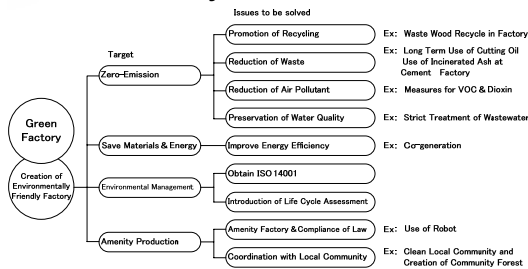 Issues to be solved
Target
Promotion of Recycling
Ex: Waste Wood Recycle in Factory
Zero-Emission
Reduction of Waste
Ex: Long Term Use of Cutting Oil
Use of Incinerated Ash at
Cement Factory
Reduction of Air Pollutant
Ex: Measures for VOC & Dioxin
Preservation of Water Quality
Ex: Strict Treatment of Wastewater
Green
Factory
Creation of
Environmentally
Friendly Factory
Save Materials & Energy
Improve Energy Efficiency
Ex: Co-generation
Environmental Management
Obtain ISO 14001
Introduction of Life Cycle Assessment
Amenity Production
Amenity Factory & Compliance of Law
Ex: Use of Robot
Coordination with Local Community
Ex: Clean Local Community and
Creation of Community Forest